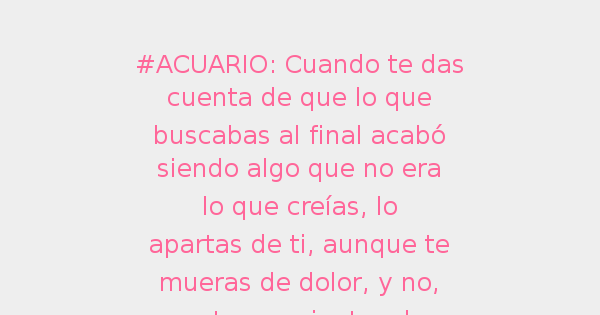 #ACUARIO: Cuando te das
cuenta de que lo que
buscabas al final acabó
siendo algo que no era
lo que creías, lo
apartas de ti, aunque te
mueras de dolor, y no,